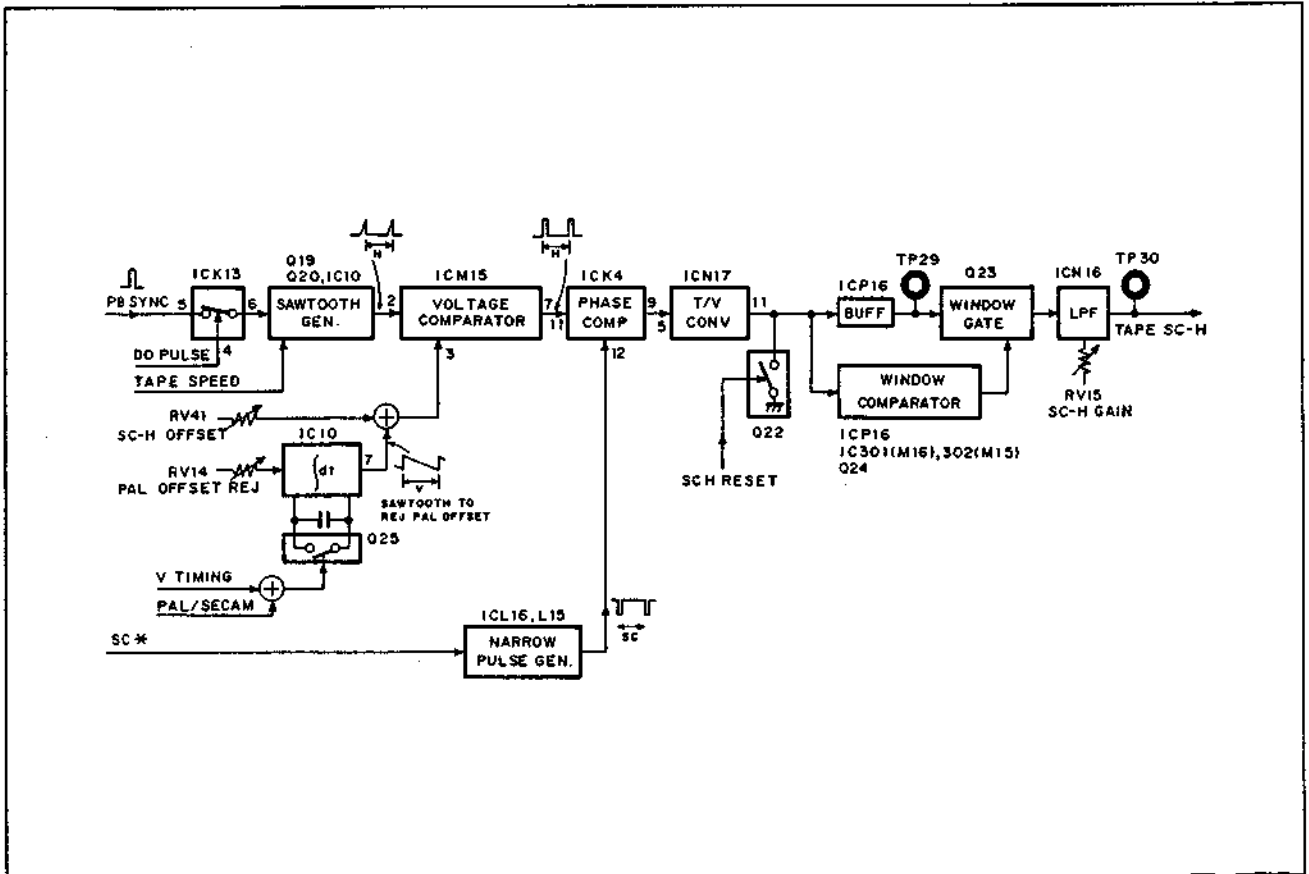 PB SYNC
5
ICK13
6
DO PULSE
4
TAPE SPEED
Q19
Q20, IC10
SAWTOOTH
GEN.
H
2
ICM15
VOLTAGE
COMPARATOR
3
7
H
11
ICK4
PHASE
COMP
12
9
5
ICN17
T/V
CONV
11
ICP16
BUFF
TP29
Q23
WINDOW
GATE
ICN16
LPF
TP30
TAPE SC-H
RV15
SC-H GAIN
WINDOW
COMPARATOR
ICP16
IC301(M16),302(M15)
Q24
Q22
SCH RESET
RV41
SC-H OFFSET
RV14
PAL OFFSET REJ
IC10
∫dt
7
V
SAWTOOTH TO
REJ PAL OFFSET
Q25
V TIMING
PAL/SECAM
SC*
ICL16, L15
NARROW
PULSE GEN.
SC